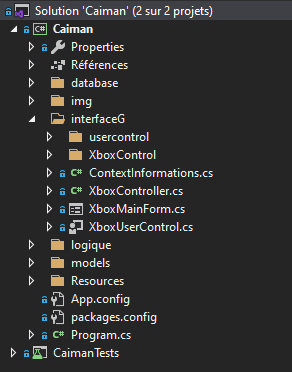 Solution 'Caiman' (2 sur 2 projets)
C# Caiman
Properties
Références
database
img
interfaceG
usercontrol
XboxControl
C# ContextInformations.cs
C# XboxController.cs
XboxMainForm.cs
XboxUserControl.cs
logique
models
Resources
App.config
packages.config
C# Program.cs
CaimanTests